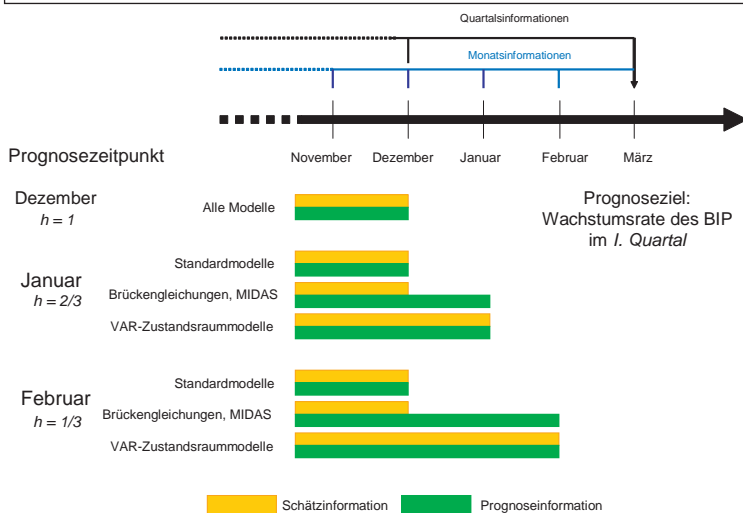 Quartalsinformationen
Monatsinformationen
Prognosezeitpunkt
November Dezember Januar Februar März
Dezember
h = 1
Alle Modelle
Prognoseziel:
Wachstumsrate des BIP
im I. Quartal
Januar
h = 2/3
Standardmodelle
Brückengleichungen, MIDAS
VAR-Zustandsraummodelle
Februar
h = 1/3
Standardmodelle
Brückengleichungen, MIDAS
VAR-Zustandsraummodelle
Schätzinformation Prognoseinformation